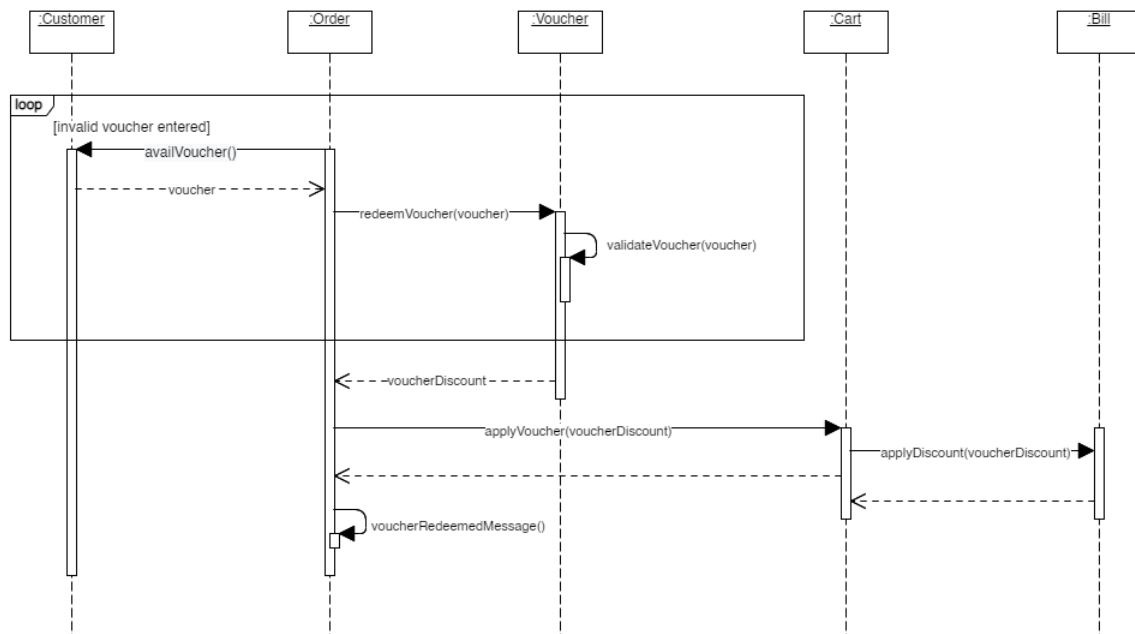 :Customer
:Order
:Voucher
:Cart
:Bill
loop
[invalid voucher entered]
availVoucher()
voucher
redeemVoucher(voucher)
validateVoucher(voucher)
voucherDiscount
applyVoucher(voucherDiscount)
applyDiscount(voucherDiscount)
voucherRedeemedMessage()